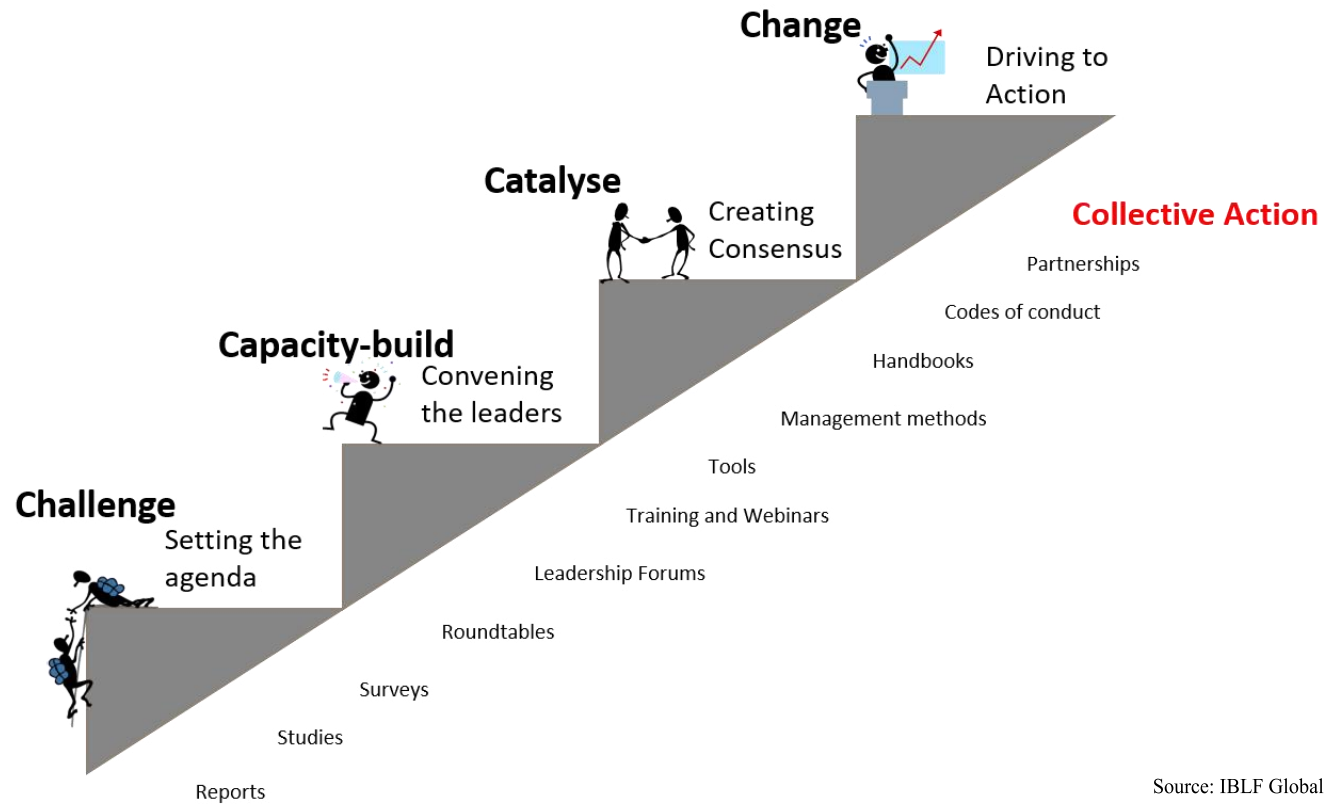 Change
Driving to
Action
Catalyse
Creating
Consensus
Collective Action
Partnerships
Codes of conduct
Capacity-build
Convening
the leaders
Handbooks
Management methods
Tools
Challenge
Setting the
agenda
Training and Webinars
Leadership Forums
Roundtables
Surveys
Studies
Reports
Source: IBLF Global